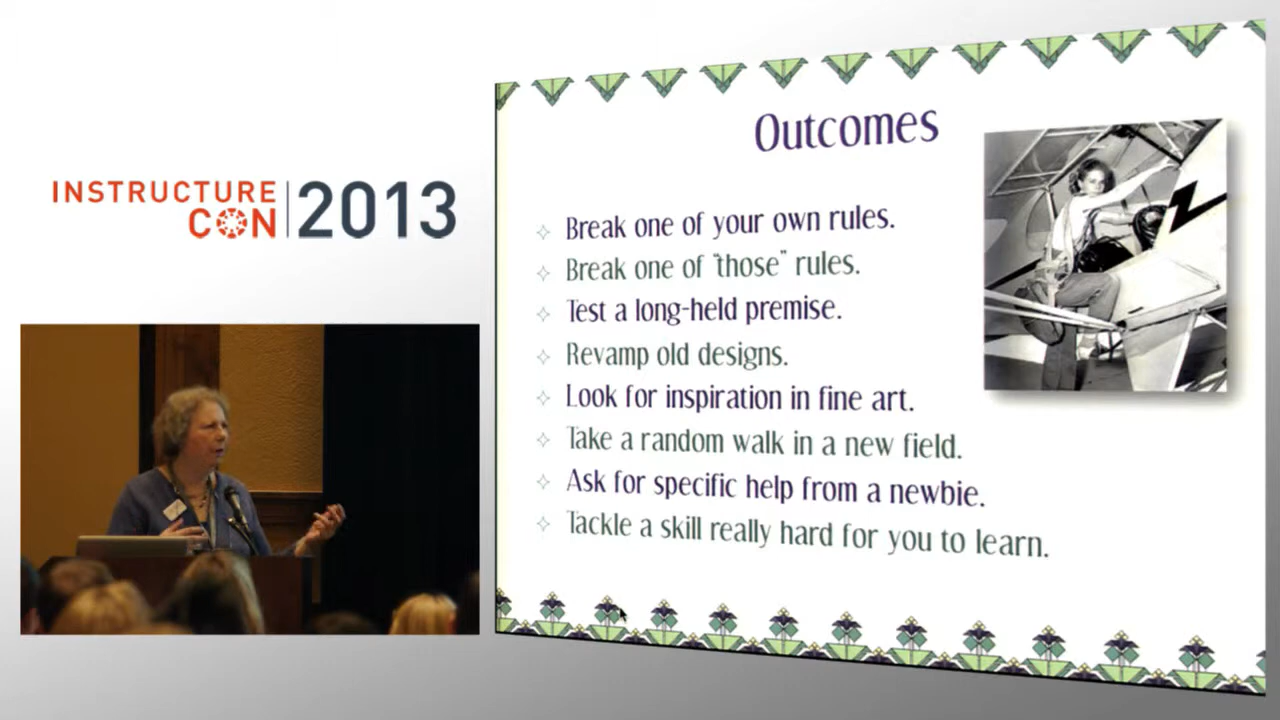 INSTRUCTURE
CON 2013
Outcomes
Break one of your own rules.
Break one of "those" rules.
Test a long-held premise.
Revamp old designs.
Look for inspiration in fine art.
Take a random walk in a new field.
Ask for specific help from a newbie.
Tackle a skill really hard for you to learn.